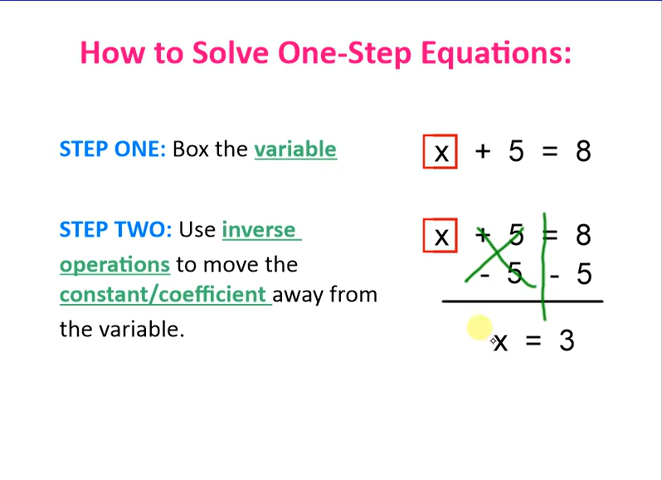 How to Solve One-Step Equations:
STEP ONE: Box the variable
x + 5 = 8
STEP TWO: Use inverse
operations to move the
constant/coefficient away from
the variable.
x + 5 = 8
- 5 - 5
x = 3